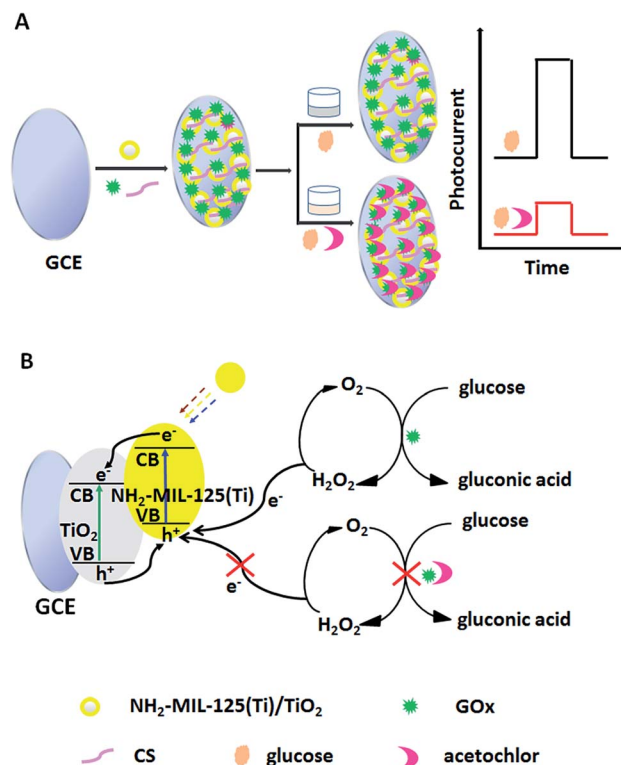 A
GCE
Photocurrent
Time
B
O₂
glucose
e⁻
CB
e⁻
CB
NH₂-MIL-125(Ti)
TiO₂
VB
VB
h⁺
h⁺
GCE
H₂O₂
gluconic acid
e⁻
O₂
glucose
e⁻
H₂O₂
gluconic acid
NH₂-MIL-125(Ti)/TiO₂
GOx
CS
glucose
acetochlor